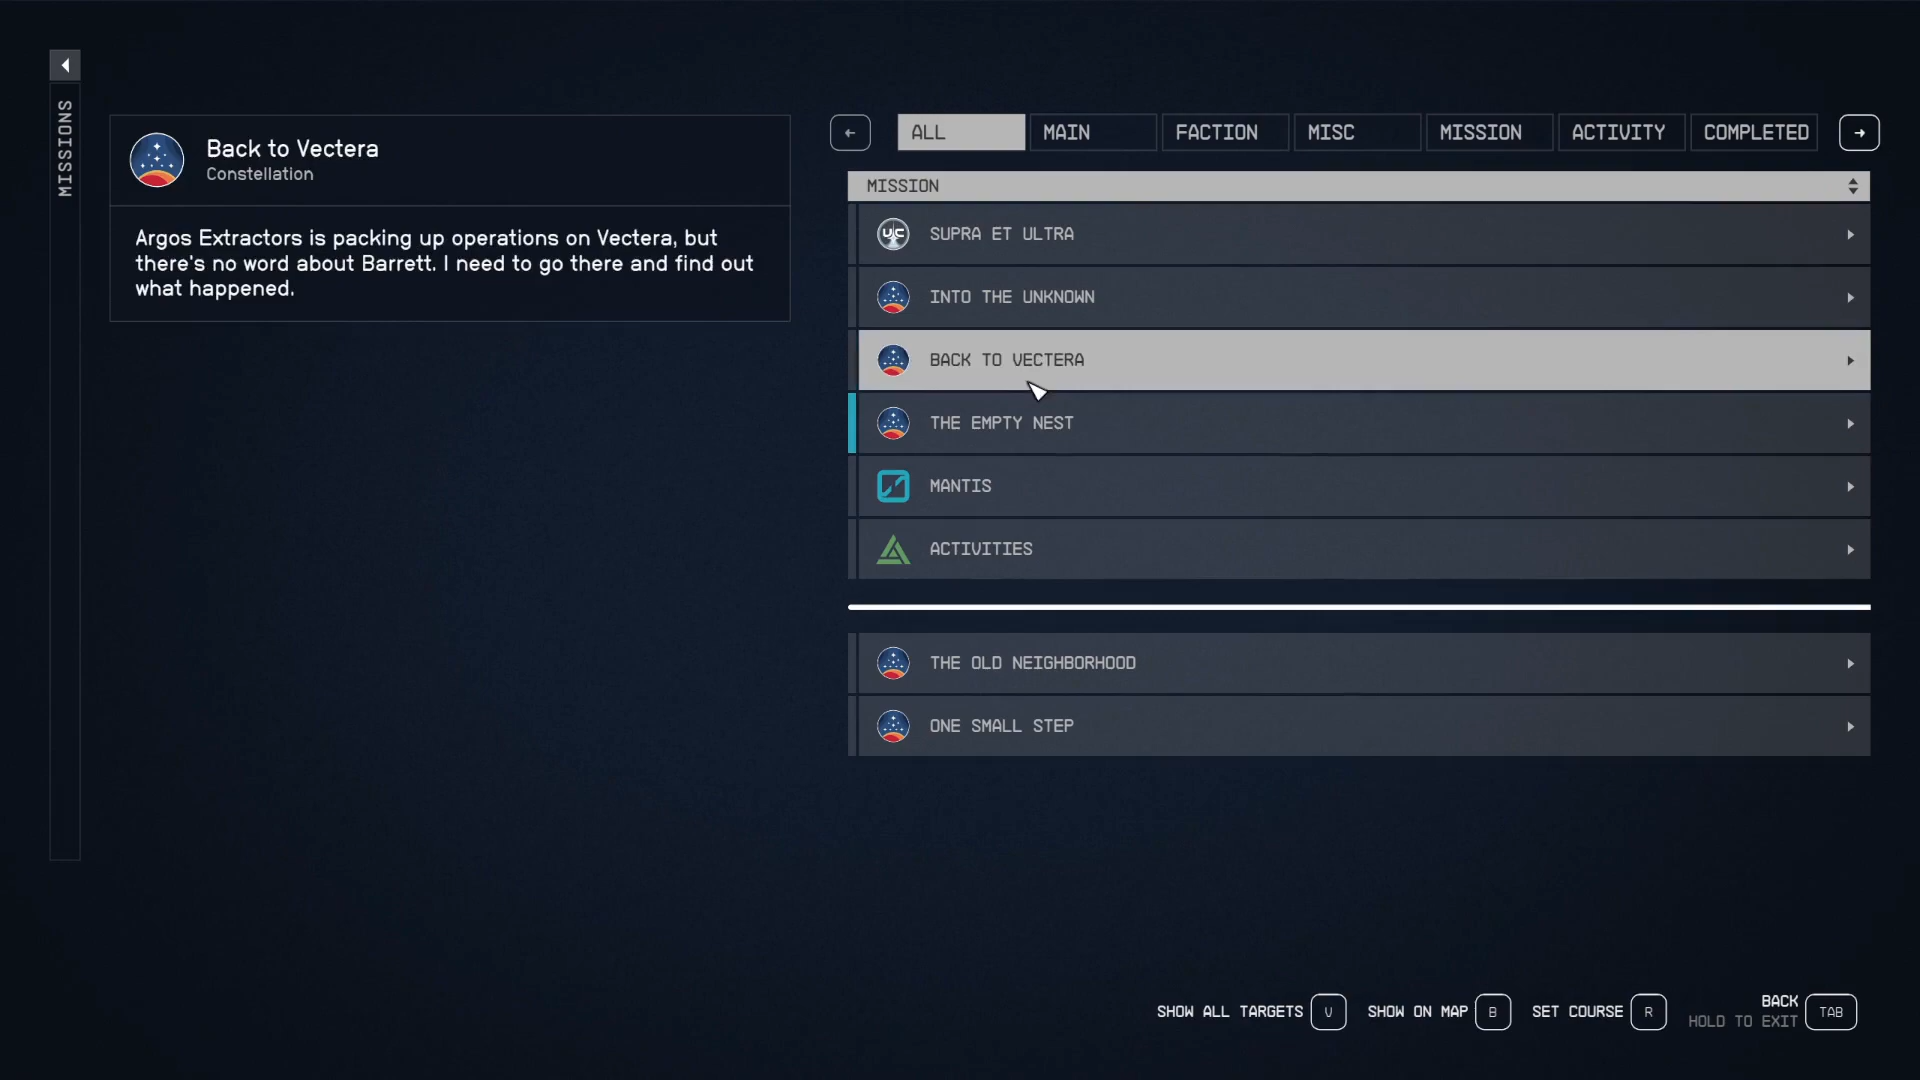 MISSIONS
Back to Vectera
Constellation
Argos Extractors is packing up operations on Vectera, but
there's no word about Barrett. I need to go there and find out
what happened.
ALL
MAIN
FACTION
MISC
MISSION
ACTIVITY
COMPLETED
MISSION
UC
SUPRA ET ULTRA
INTO THE UNKNOWN
BACK TO VECTERA
THE EMPTY NEST
MANTIS
ACTIVITIES
THE OLD NEIGHBORHOOD
ONE SMALL STEP
SHOW ALL TARGETS V
SHOW ON MAP B
SET COURSE R
BACK
HOLD TO EXIT
TAB